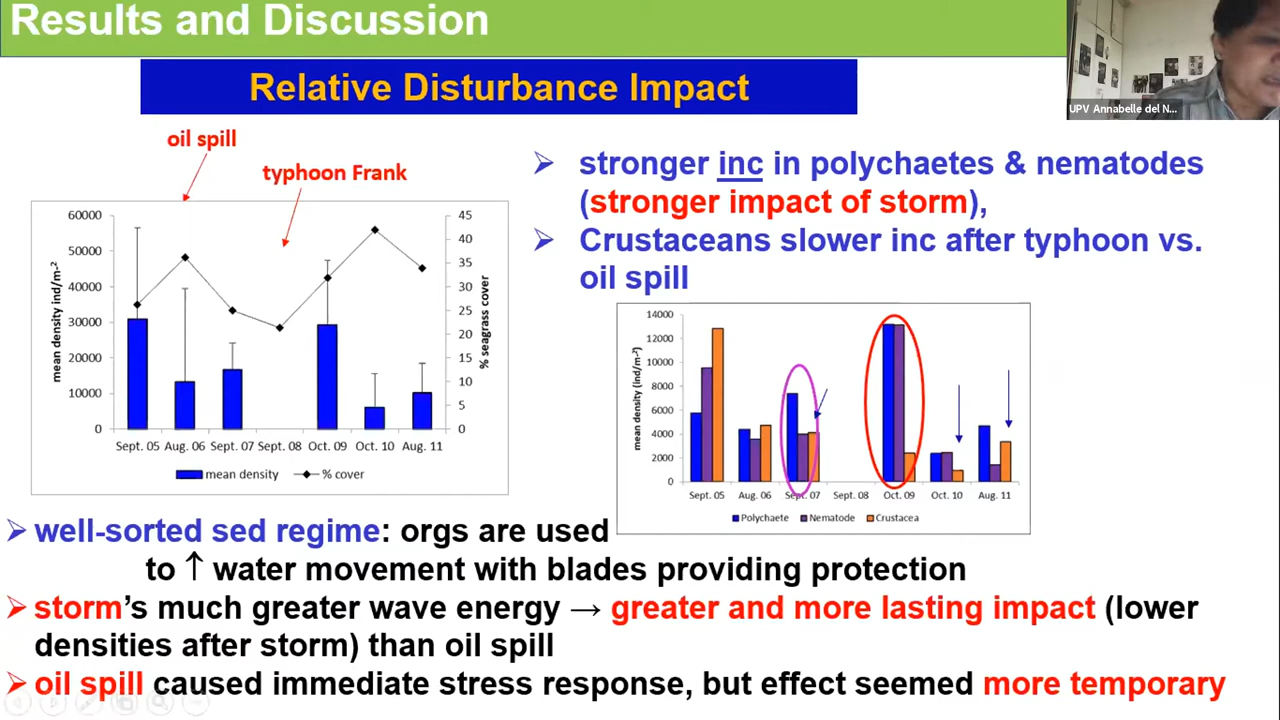 Results and Discussion
UPV Annabelle del N...
Relative Disturbance Impact
oil spill
typhoon Frank
60000
50000
40000
30000
20000
10000
0
mean density ind/m-²
45
40
35
30
25
20
15
10
5
0
% seagrass cover
Sept. 05 Aug. 06 Sept. 07 Sept. 08 Oct. 09 Oct. 10 Aug. 11
mean density % cover
➢ stronger inc in polychaetes & nematodes
(stronger impact of storm),
➢ Crustaceans slower inc after typhoon vs.
oil spill
14000
12000
10000
8000
6000
4000
2000
0
mean density (ind/m-²)
Sept. 05 Aug. 06 Sept. 07 Sept. 08 Oct. 09 Oct. 10 Aug. 11
Polychaete Nematode Crustacea
➢ well-sorted sed regime: orgs are used
to ↑ water movement with blades providing protection
➢ storm's much greater wave energy → greater and more lasting impact (lower
densities after storm) than oil spill
➢ oil spill caused immediate stress response, but effect seemed more temporary